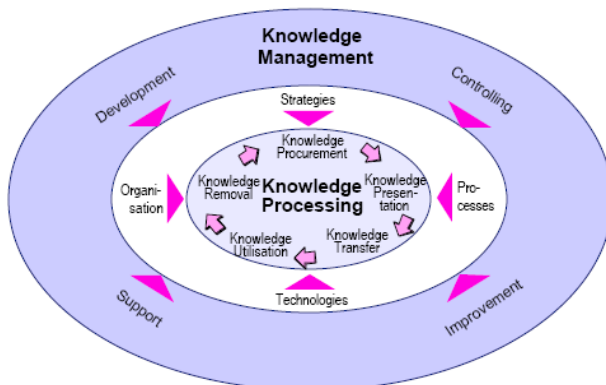 Knowledge
Management
Development
Controlling
Strategies
Knowledge
Procurement
Organi-
sation
Knowledge
Removal
Knowledge
Processing
Knowledge
Presen-
tation
Pro-
cesses
Knowledge
Utilisation
Knowledge
Transfer
Technologies
Support
Improvement